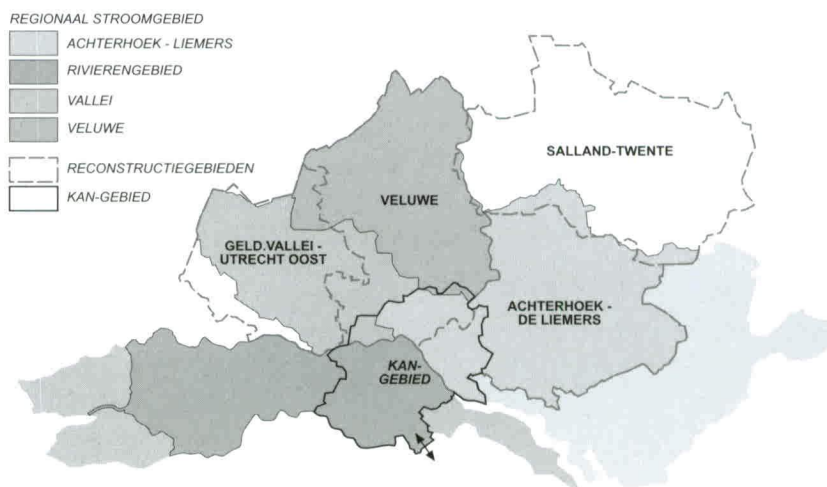 REGIONAAL STROOMGEBIED
ACHTERHOEK - LIEMERS
RIVIERENGEBIED
VALLEI
VELUWE
RECONSTRUCTIEGEBIEDEN
KAN-GEBIED
SALLAND-TWENTE
VELUWE
GELD.VALLEI -
UTRECHT OOST
ACHTERHOEK -
DE LIEMERS
KAN-
GEBIED